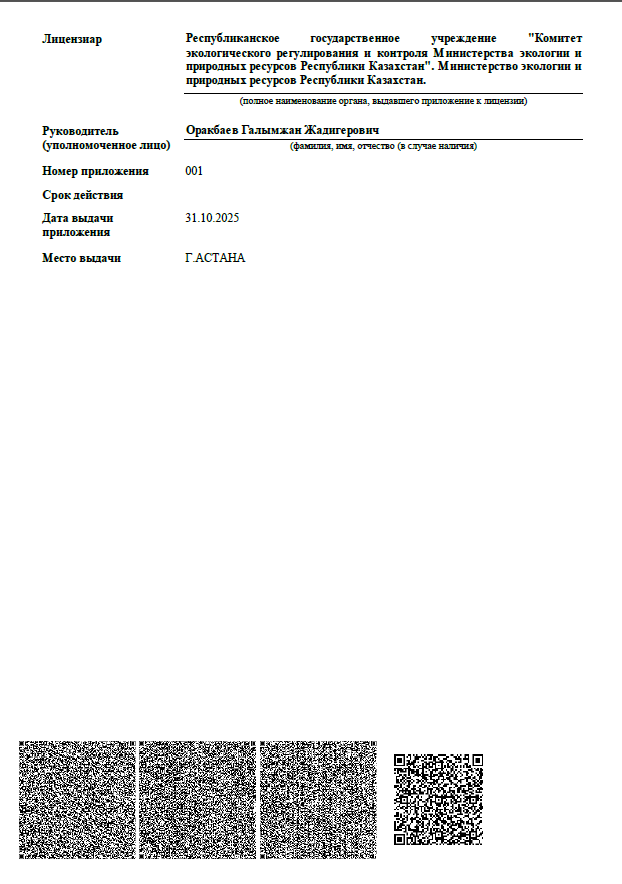 Лицензиар
Республиканское государственное учреждение "Комитет
экологического регулирования и контроля Министерства экологии и
природных ресурсов Республики Казахстан". Министерство экологии и
природных ресурсов Республики Казахстан.
(полное наименование органа, выдавшего приложение к лицензии)
Руководитель
(уполномоченное лицо)
Оракбаев Галымжан Жадигерович
(фамилия, имя, отчество (в случае наличия)
Номер приложения
001
Срок действия
Дата выдачи
приложения
31.10.2025
Место выдачи
Г.АСТАНА